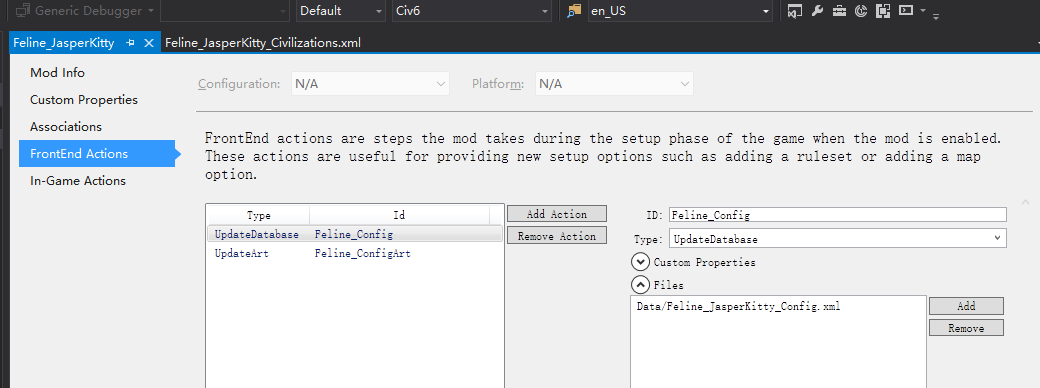 Generic Debugger
Default
Civ6
en_US
Feline_JasperKitty
Feline_JasperKitty_Civilizations.xml
Mod Info
Custom Properties
Associations
FrontEnd Actions
In-Game Actions
Configuration: N/A
Platform: N/A
FrontEnd actions are steps the mod takes during the setup phase of the game when the mod is enabled.
These actions are useful for providing new setup options such as adding a ruleset or adding a map
option.
Type Id
UpdateDatabase Feline_Config
UpdateArt Feline_ConfigArt
Add Action
Remove Action
ID: Feline_Config
Type: UpdateDatabase
Custom Properties
Files
Data/Feline_JasperKitty_Config.xml
Add
Remove